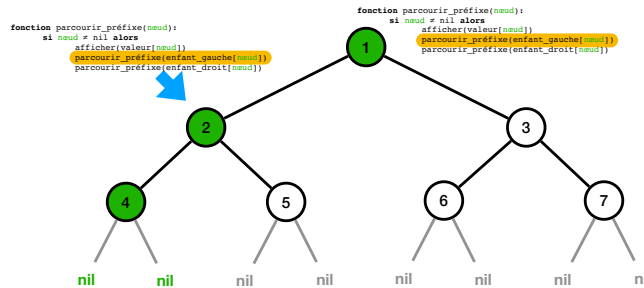 fonction parcourir_préfixe(nœud):
si nœud ≠ nil alors
afficher(valeur[nœud])
parcourir_préfixe(enfant_gauche[nœud])
parcourir_préfixe(enfant_droit[nœud])
fonction parcourir_préfixe(nœud):
si nœud ≠ nil alors
afficher(valeur[nœud])
parcourir_préfixe(enfant_gauche[nœud])
parcourir_préfixe(enfant_droit[nœud])
1
2
3
4
5
6
7
nil
nil
nil
nil
nil
nil
nil
n